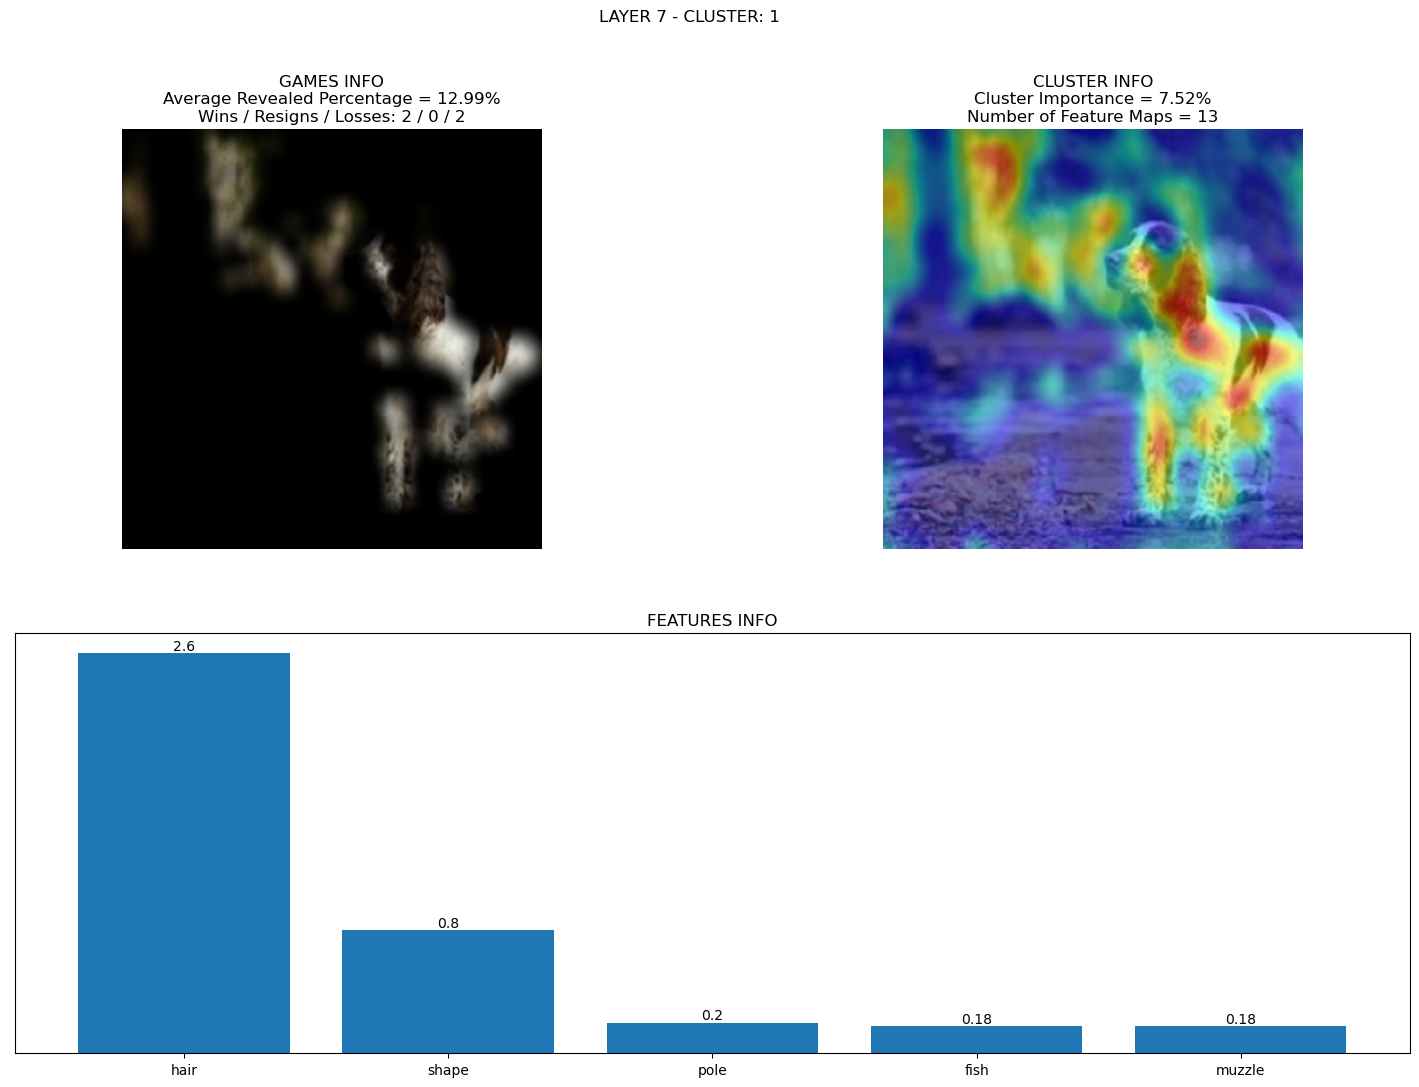 LAYER 7 - CLUSTER: 1
GAMES INFO
Average Revealed Percentage = 12.99%
Wins / Resigns / Losses: 2 / 0 / 2
CLUSTER INFO
Cluster Importance = 7.52%
Number of Feature Maps = 13
FEATURES INFO
2.6
0.8
0.2
0.18
0.18
hair
shape
pole
fish
muzzle